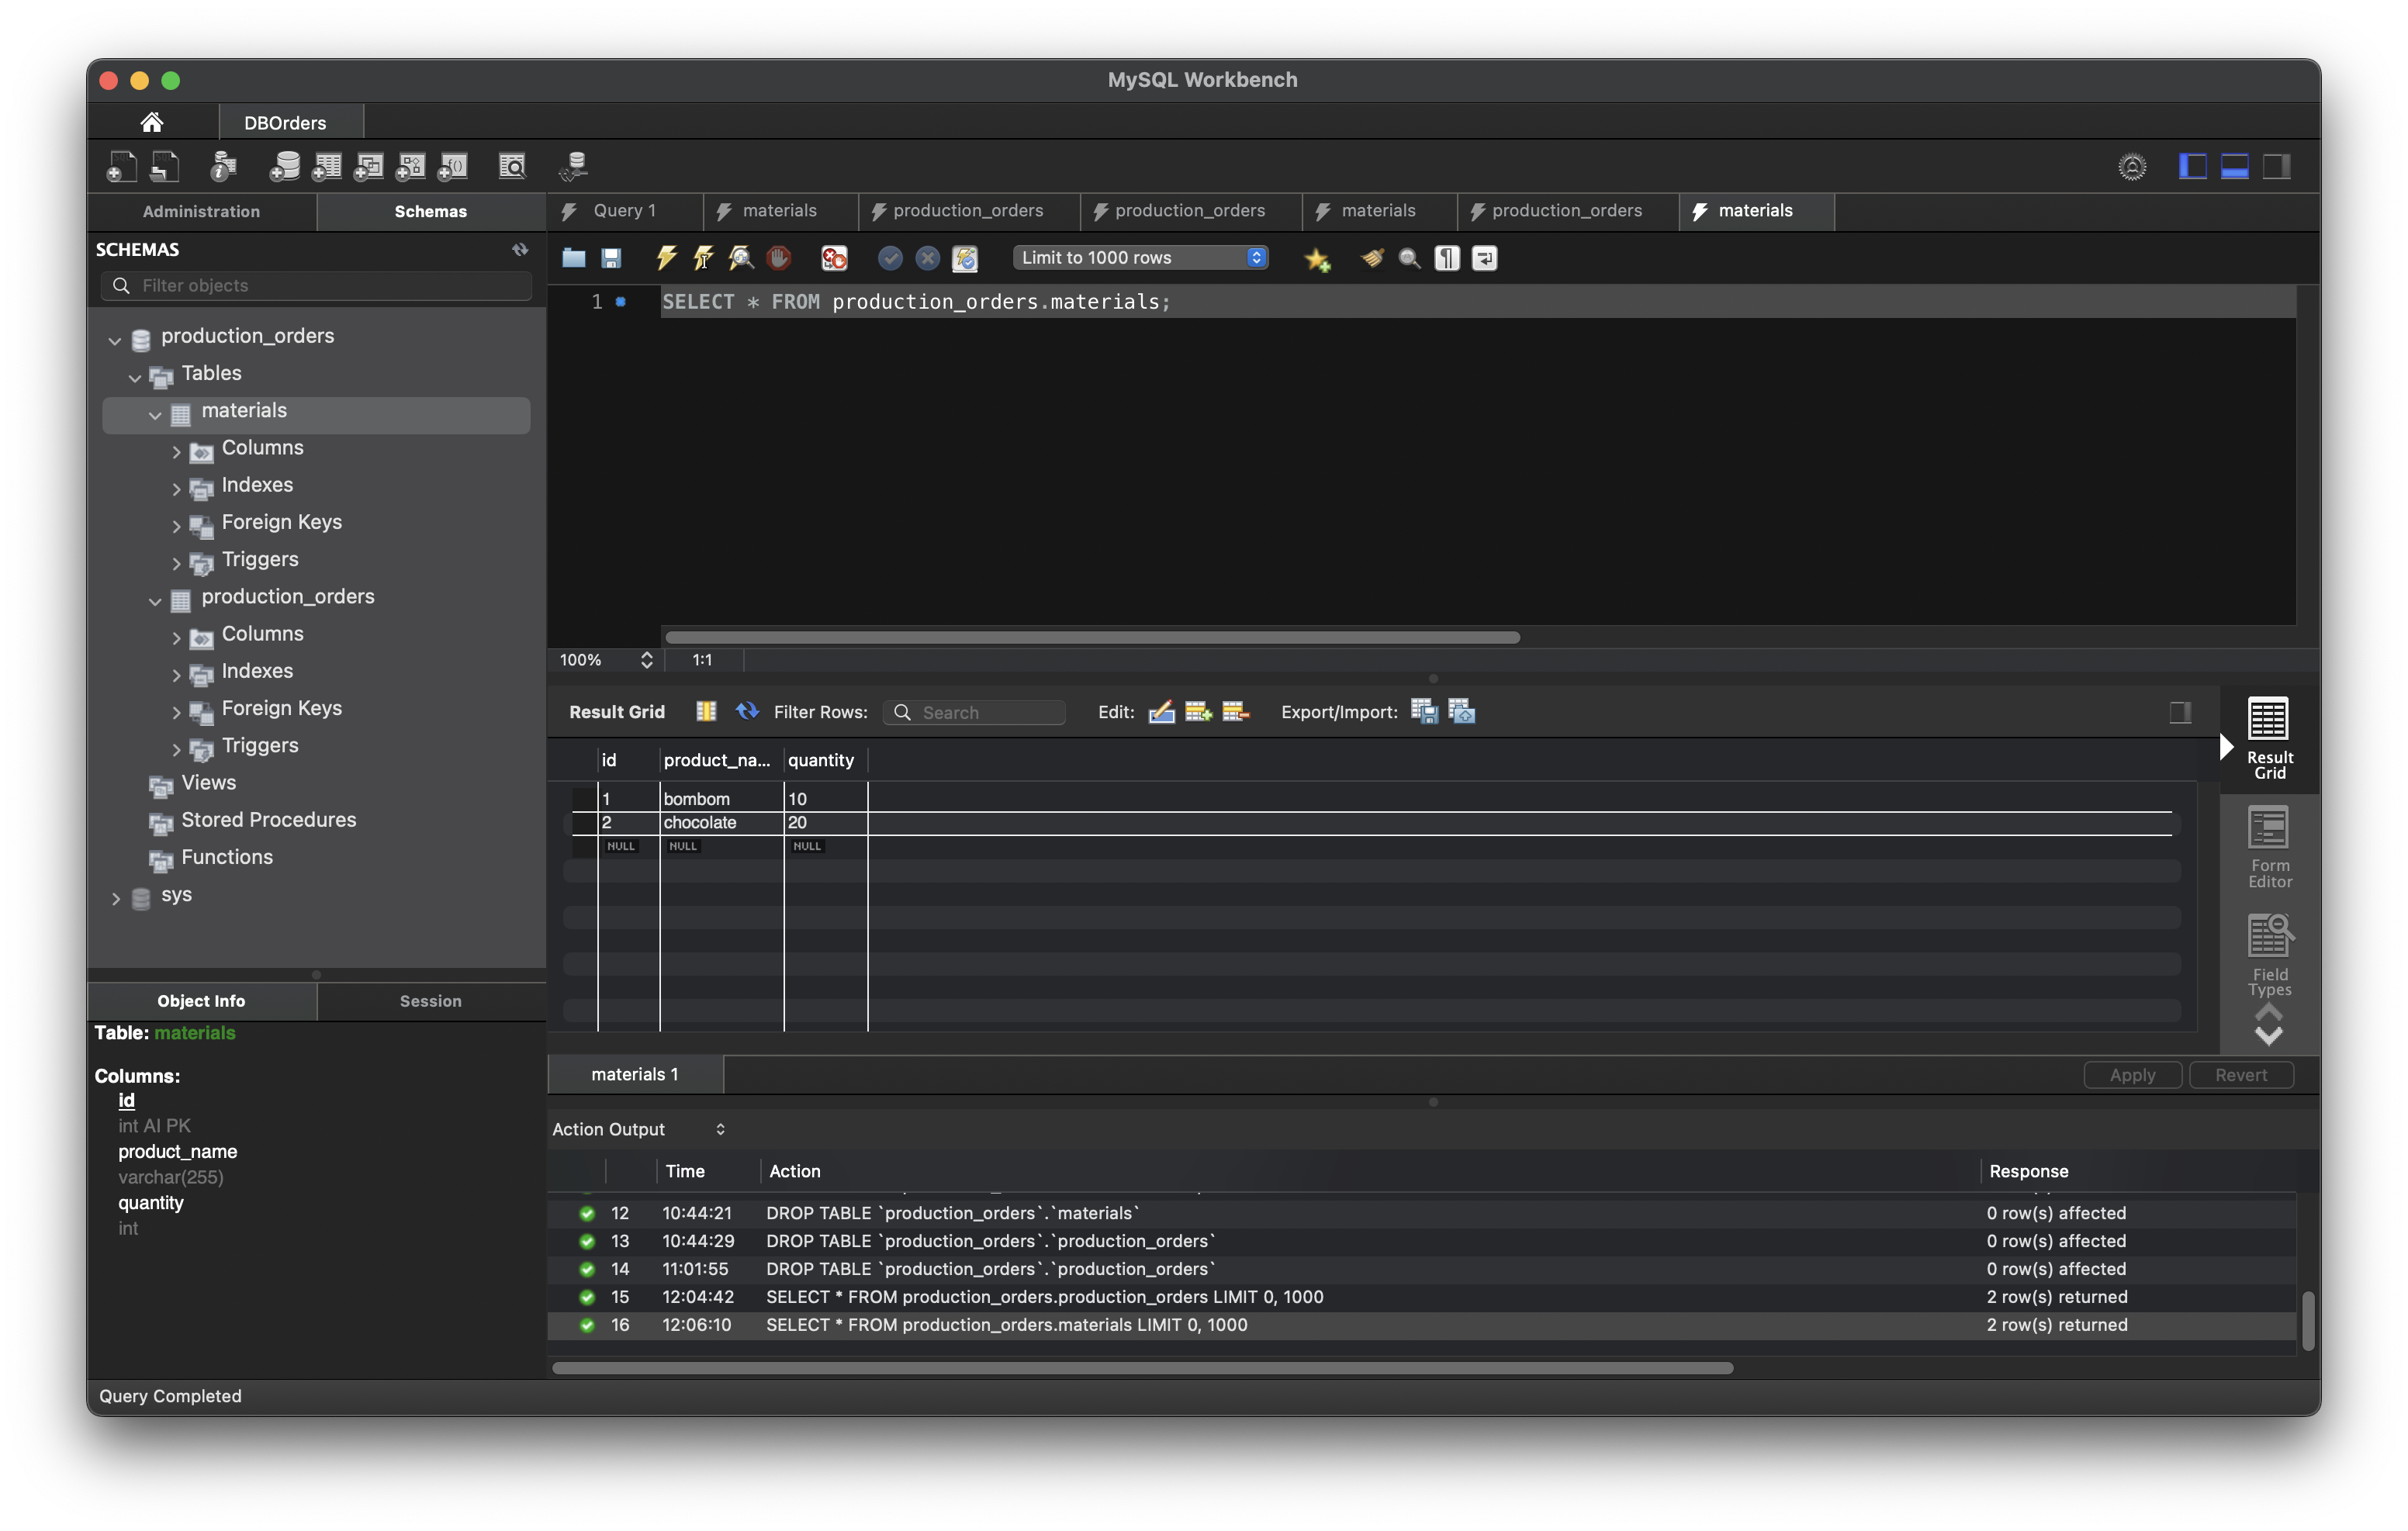 MySQL Workbench
DBOrders
Administration
Schemas
Query 1
materials
production_orders
production_orders
materials
production_orders
materials
SCHEMAS
Filter objects
production_orders
Tables
materials
Columns
Indexes
Foreign Keys
Triggers
production_orders
Columns
Indexes
Foreign Keys
Triggers
Views
Stored Procedures
Functions
sys
Object Info
Session
Table: materials
Columns:
id
int AI PK
product_name
varchar(255)
quantity
int
Limit to 1000 rows
1
SELECT * FROM production_orders.materials;
100%
1:1
Result Grid
Filter Rows:
Search
Edit:
Export/Import:
id product_na... quantity
1 bombom 10
2 chocolate 20
NULL NULL NULL
Result
Grid
Form
Editor
Field
Types
materials 1
Apply
Revert
Action Output
Time Action Response
12 10:44:21 DROP TABLE `production_orders`.`materials` 0 row(s) affected
13 10:44:29 DROP TABLE `production_orders`.`production_orders` 0 row(s) affected
14 11:01:55 DROP TABLE `production_orders`.`production_orders` 0 row(s) affected
15 12:04:42 SELECT * FROM production_orders.production_orders LIMIT 0, 1000 2 row(s) returned
16 12:06:10 SELECT * FROM production_orders.materials LIMIT 0, 1000 2 row(s) returned
Query Completed